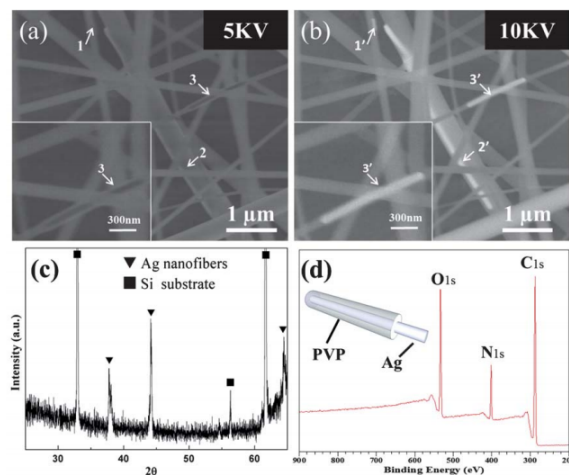 (a)
5KV
1
3
2
3
300nm
1 µm
(b)
10KV
1’
3’
2’
3’
300nm
1 µm
(c)
Ag nanofibers
Si substrate
Intensity (a.u.)
30 40 50 60
2θ
(d)
O1s
C1s
N1s
PVP
Ag
900 800 700 600 500 400 300 200
Binding Energy (eV)